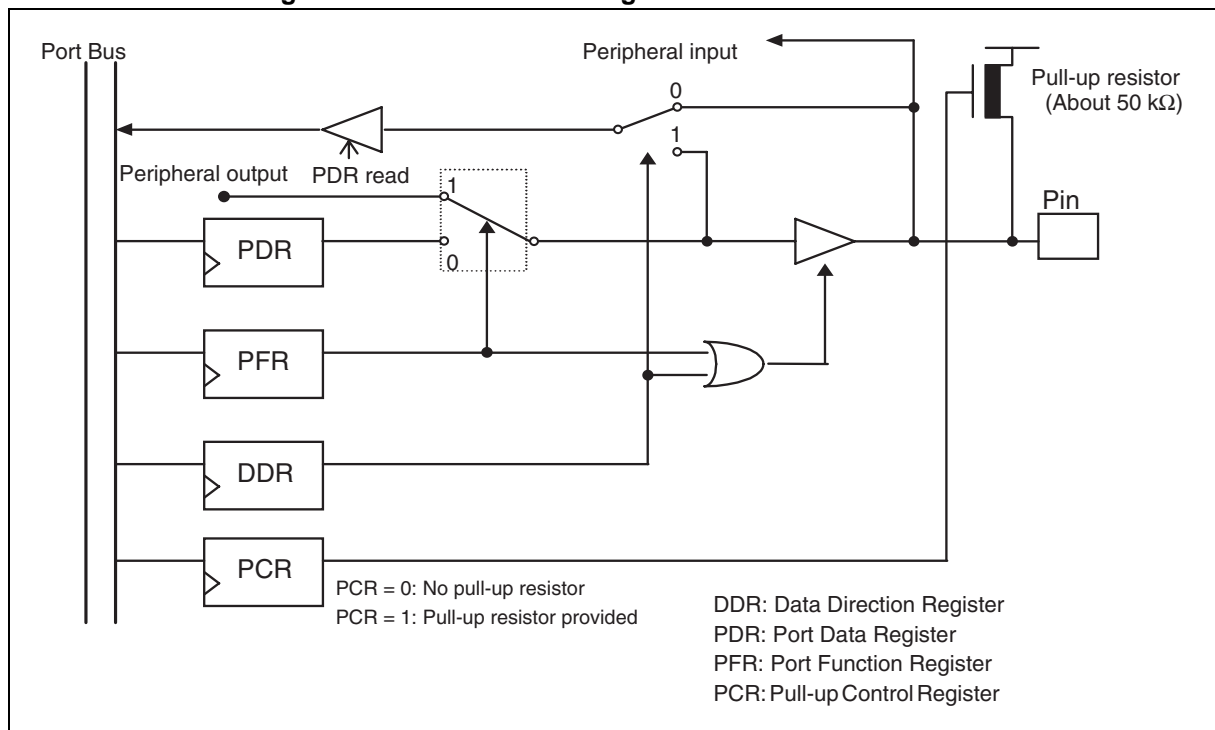 Port Bus
Peripheral input
Pull-up resistor
(About 50 kΩ)
0
1
Peripheral output
PDR read
1
0
Pin
PDR
PFR
DDR
PCR
PCR = 0: No pull-up resistor
PCR = 1: Pull-up resistor provided
DDR: Data Direction Register
PDR: Port Data Register
PFR: Port Function Register
PCR: Pull-up Control Register